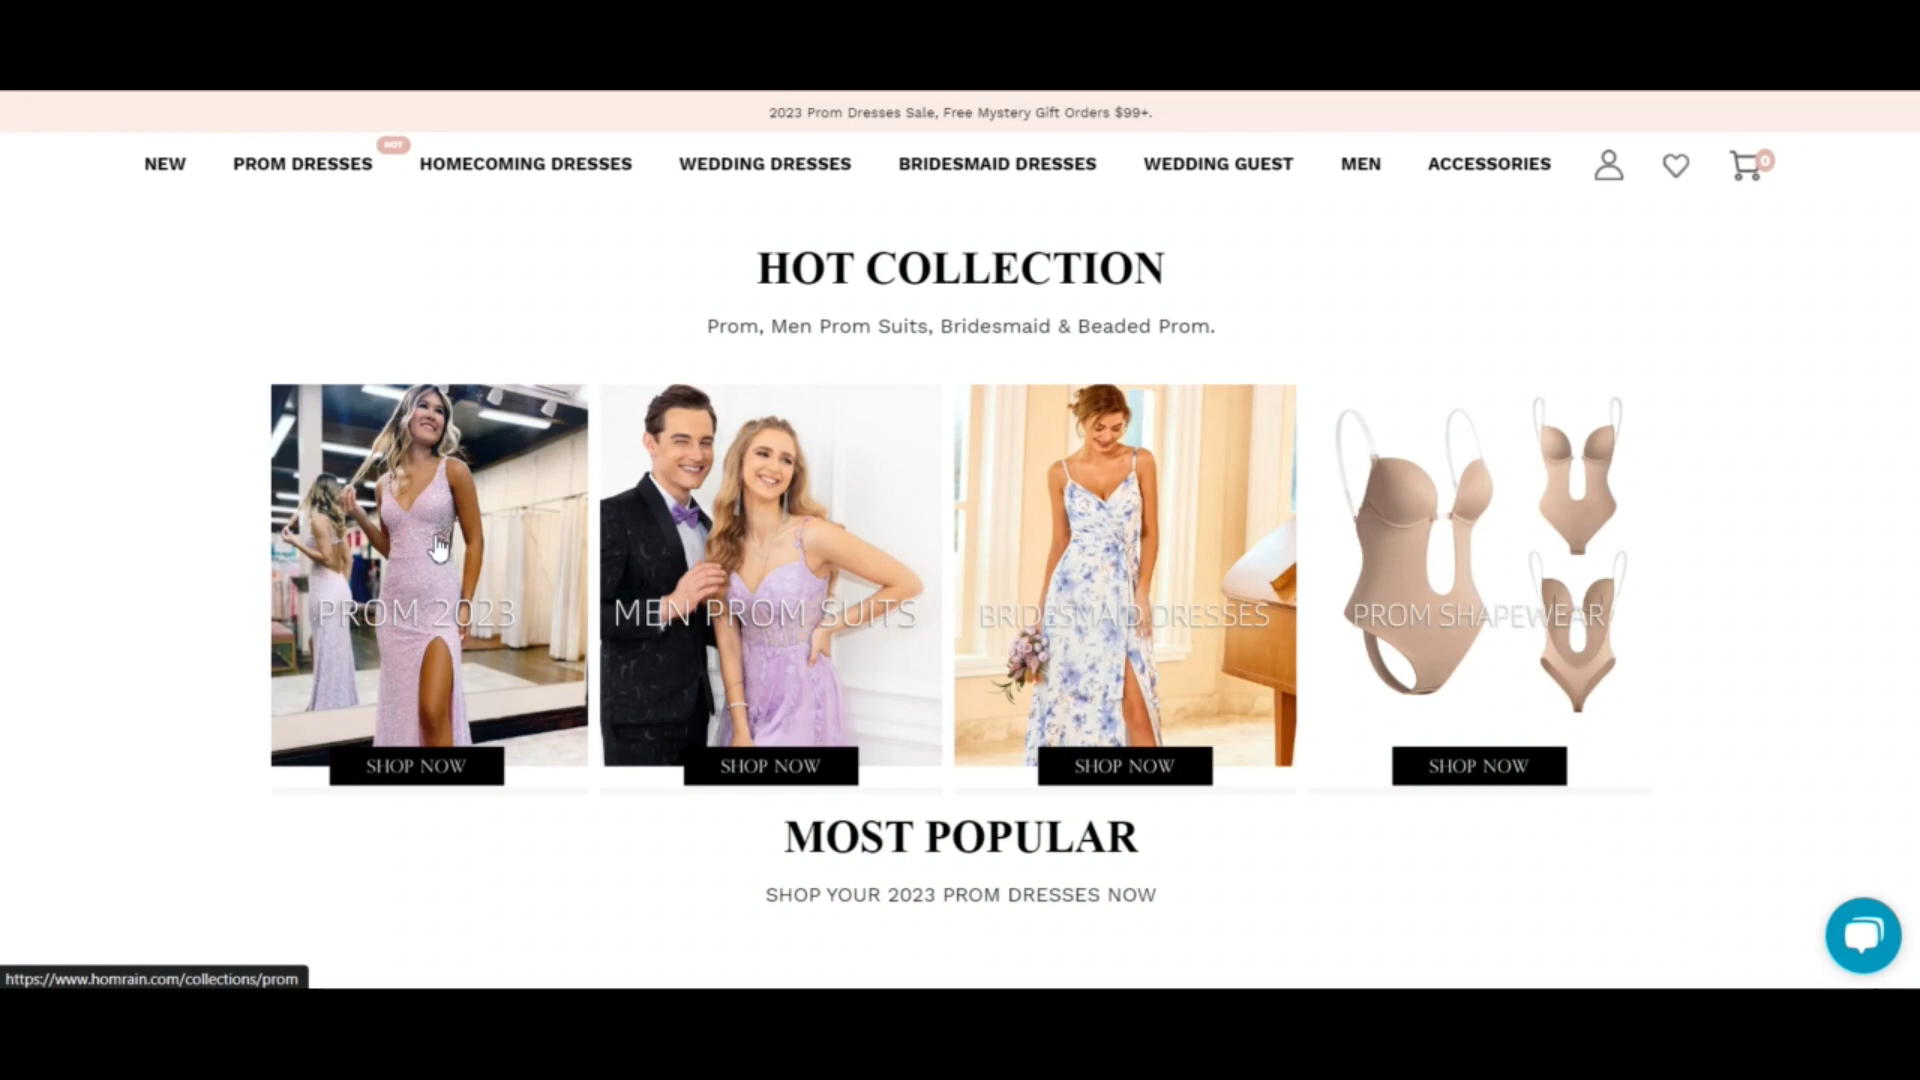 2023 Prom Dresses Sale, Free Mystery Gift Orders $99+.
HOT
NEW PROM DRESSES HOMECOMING DRESSES WEDDING DRESSES BRIDESMAID DRESSES WEDDING GUEST MEN ACCESSORIES 0
HOT COLLECTION
Prom, Men Prom Suits, Bridesmaid & Beaded Prom.
PROM 2023 MEN PROM SUITS BRIDESMAID DRESSES PROM SHAPEWEAR
SHOP NOW SHOP NOW SHOP NOW SHOP NOW
MOST POPULAR
SHOP YOUR 2023 PROM DRESSES NOW
https://www.homrain.com/collections/prom